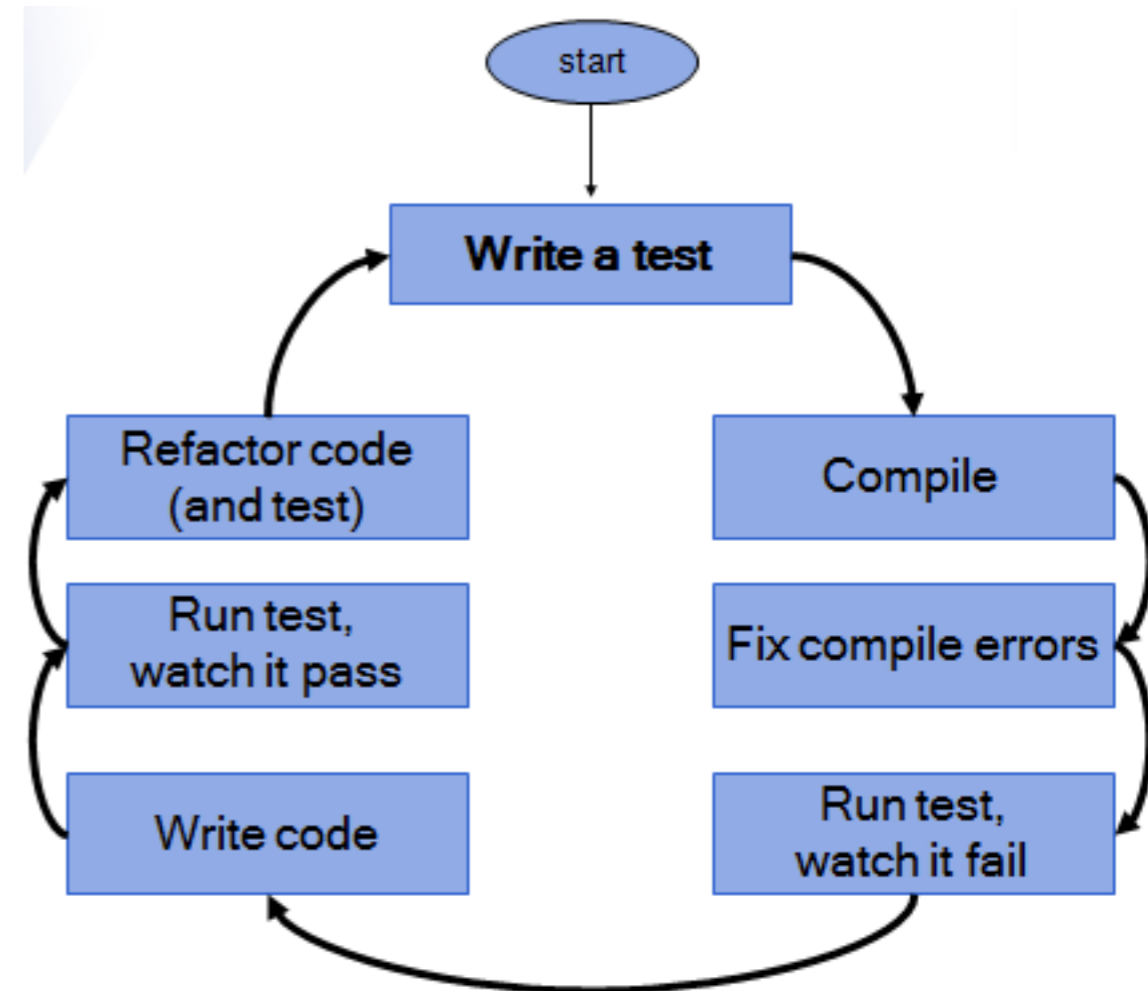 start
Write a test
Refactor code
(and test)
Compile
Run test,
watch it pass
Fix compile errors
Write code
Run test,
watch it fail